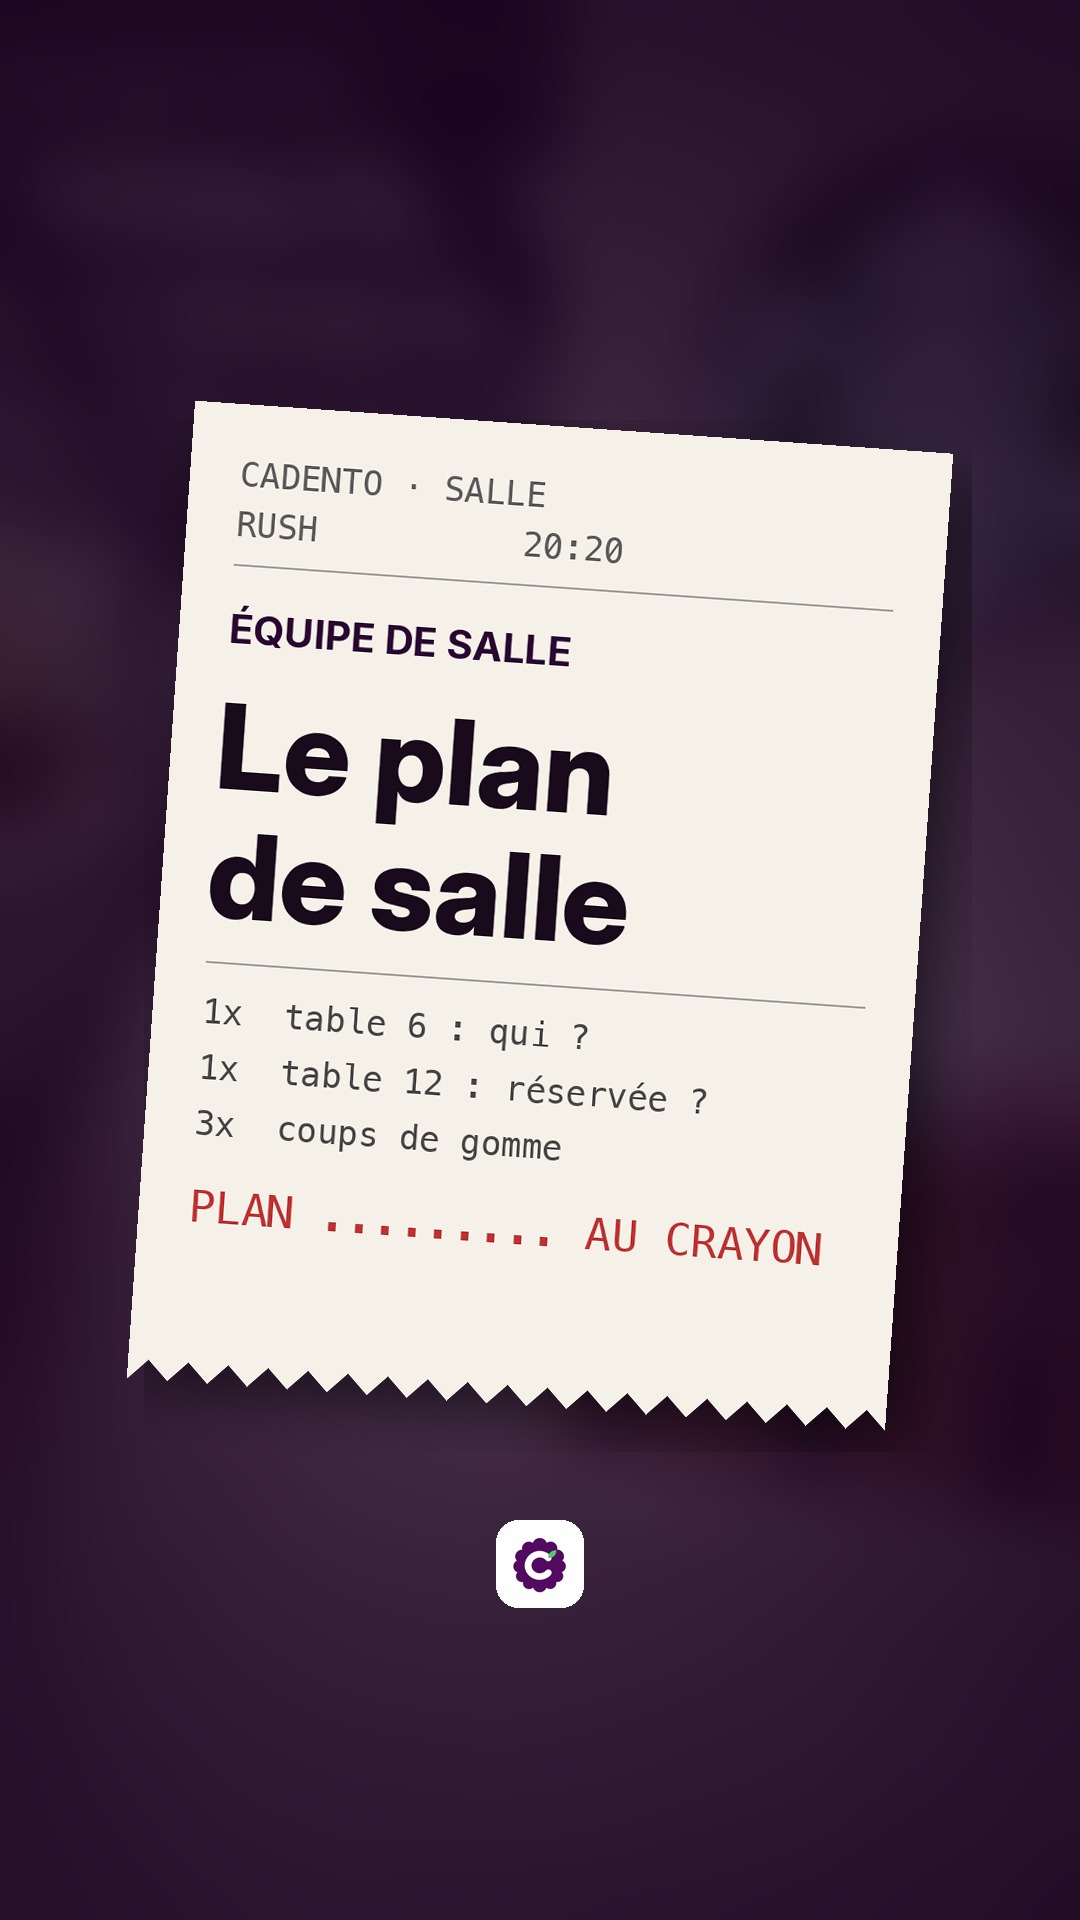 CADENTO · SALLE
RUSH 20:20
ÉQUIPE DE SALLE
Le plan
de salle
1x table 6 : qui ?
1x table 12 : réservée ?
3x coups de gomme
PLAN ......... AU CRAYON